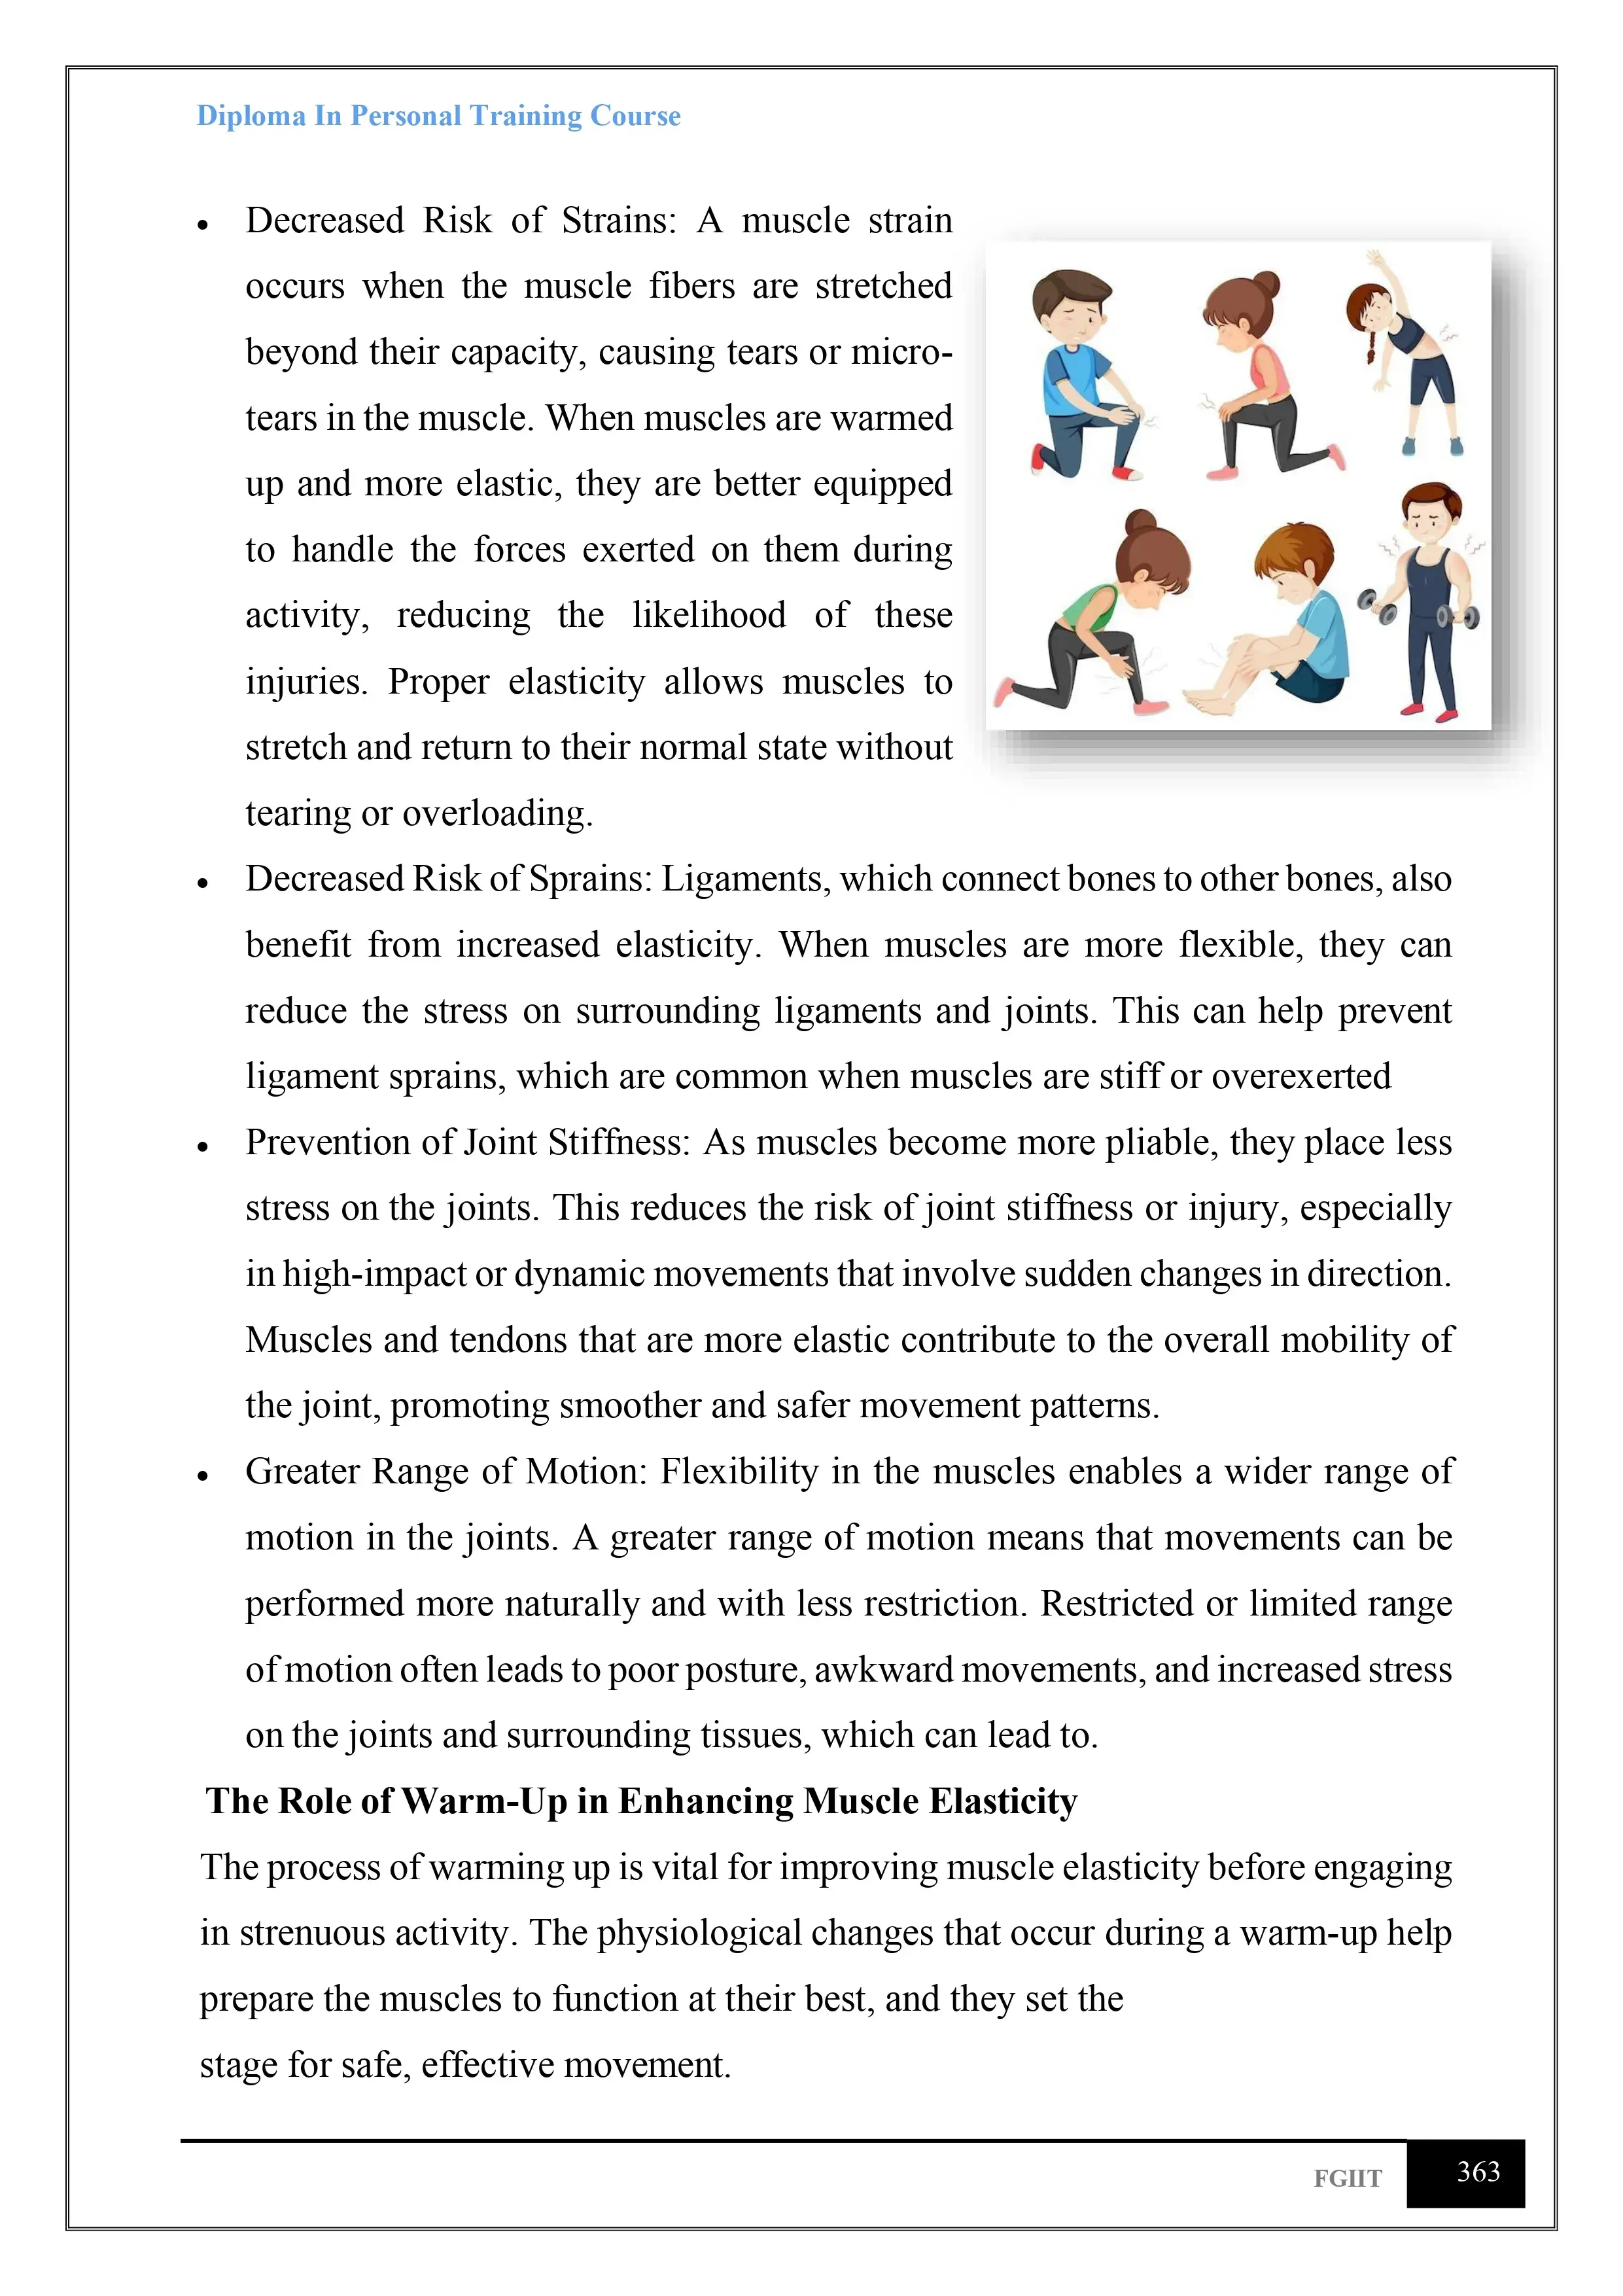 Diploma In Personal Training Course
• Decreased Risk of Strains: A muscle strain
occurs when the muscle fibers are stretched
beyond their capacity, causing tears or micro-
tears in the muscle. When muscles are warmed
up and more elastic, they are better equipped
to handle the forces exerted on them during
activity, reducing the likelihood of these
injuries. Proper elasticity allows muscles to
stretch and return to their normal state without
tearing or overloading.
• Decreased Risk of Sprains: Ligaments, which connect bones to other bones, also
benefit from increased elasticity. When muscles are more flexible, they can
reduce the stress on surrounding ligaments and joints. This can help prevent
ligament sprains, which are common when muscles are stiff or overexerted
• Prevention of Joint Stiffness: As muscles become more pliable, they place less
stress on the joints. This reduces the risk of joint stiffness or injury, especially
in high-impact or dynamic movements that involve sudden changes in direction.
Muscles and tendons that are more elastic contribute to the overall mobility of
the joint, promoting smoother and safer movement patterns.
• Greater Range of Motion: Flexibility in the muscles enables a wider range of
motion in the joints. A greater range of motion means that movements can be
performed more naturally and with less restriction. Restricted or limited range
of motion often leads to poor posture, awkward movements, and increased stress
on the joints and surrounding tissues, which can lead to.
The Role of Warm-Up in Enhancing Muscle Elasticity
The process of warming up is vital for improving muscle elasticity before engaging
in strenuous activity. The physiological changes that occur during a warm-up help
prepare the muscles to function at their best, and they set the
stage for safe, effective movement.
FGIIT 363